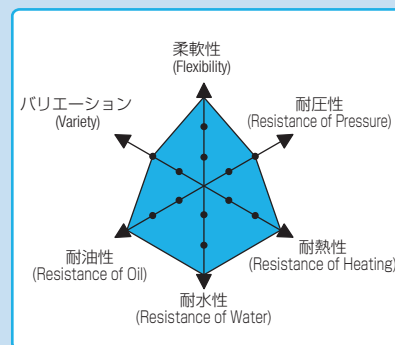 柔軟性
(Flexibility)
バリエーション
(Variety)
耐圧性
(Resistance of Pressure)
耐油性
(Resistance of Oil)
耐熱性
(Resistance of Heating)
耐水性
(Resistance of Water)